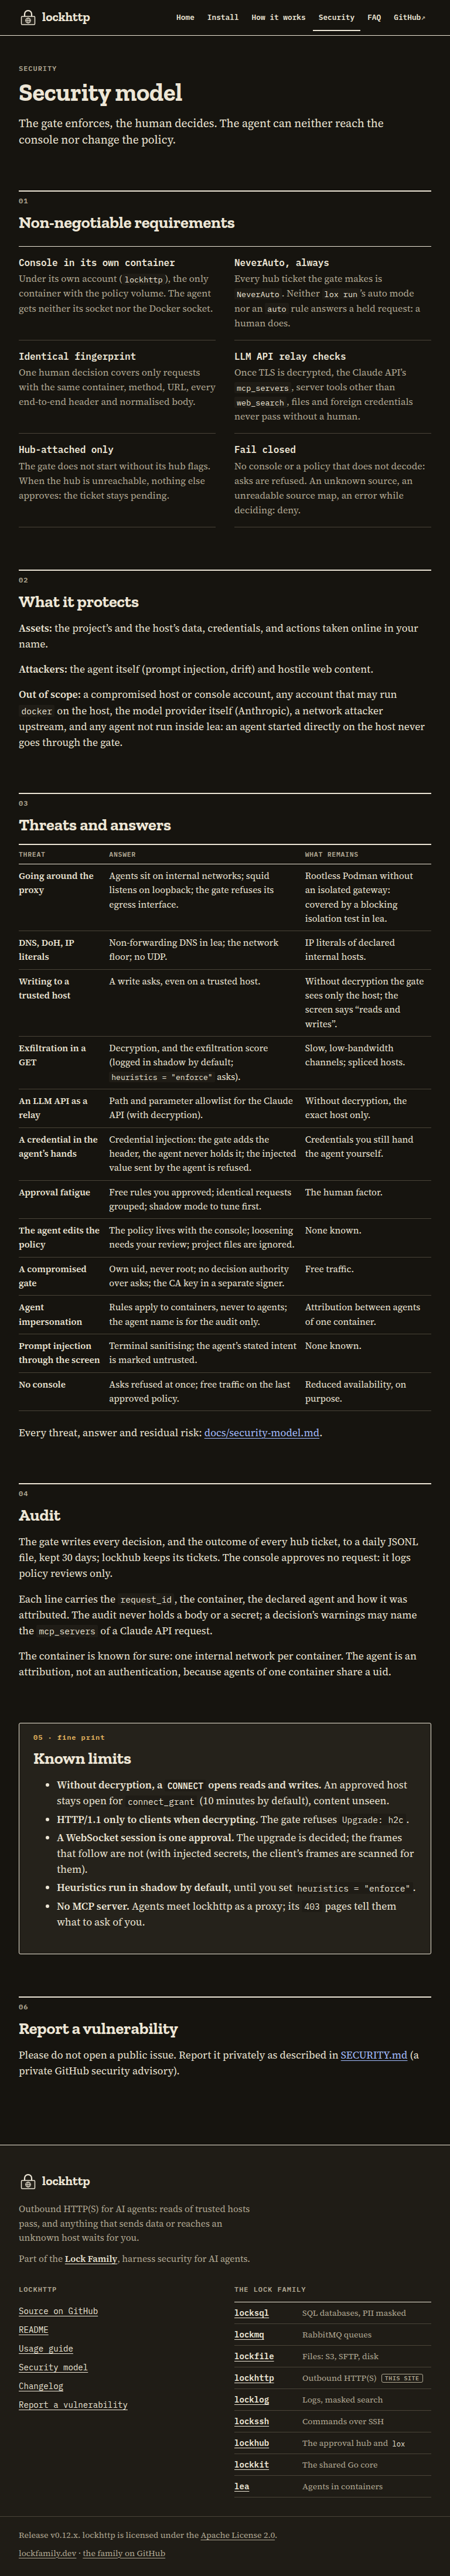 lockhttp
Home Install How it works Security FAQ GitHub↗
SECURITY
Security model
The gate enforces, the human decides. The agent can neither reach the
console nor change the policy.
01
Non-negotiable requirements
Console in its own container
Under its own account (lockhttp), the only
container with the policy volume. The agent
gets neither its socket nor the Docker socket.
NeverAuto, always
Every hub ticket the gate makes is
NeverAuto. Neither lox run's auto mode
nor an auto rule answers a held request: a
human does.
Identical fingerprint
One human decision covers only requests
with the same container, method, URL, every
end-to-end header and normalised body.
LLM API relay checks
Once TLS is decrypted, the Claude API's
mcp_servers, server tools other than
web_search, files and foreign credentials
never pass without a human.
Hub-attached only
The gate does not start without its hub flags.
When the hub is unreachable, nothing else
approves: the ticket stays pending.
Fail closed
No console or a policy that does not decode:
asks are refused. An unknown source, an
unreadable source map, an error while
deciding: deny.
02
What it protects
Assets: the project's and the host's data, credentials, and actions taken online in your
name.
Attackers: the agent itself (prompt injection, drift) and hostile web content.
Out of scope: a compromised host or console account, any account that may run
docker on the host, the model provider itself (Anthropic), a network attacker
upstream, and any agent not run inside lea: an agent started directly on the host never
goes through the gate.
03
Threats and answers
THREAT ANSWER WHAT REMAINS
Going around the Agents sit on internal networks; squid Rootless Podman without
proxy listens on loopback; the gate refuses its an isolated gateway:
egress interface. covered by a blocking
isolation test in lea.
DNS, DoH, IP Non-forwarding DNS in lea; the network IP literals of declared
literals floor; no UDP. internal hosts.
Writing to a A write asks, even on a trusted host. Without decryption the gate
trusted host sees only the host; the
screen says “reads and
writes”.
Exfiltration in a Decryption, and the exfiltration score Slow, low-bandwidth
GET (logged in shadow by default; channels; spliced hosts.
heuristics = "enforce" asks).
An LLM API as a Path and parameter allowlist for the Claude Without decryption, the
relay API (with decryption). exact host only.
A credential in the Credential injection: the gate adds the Credentials you still hand
agent's hands header, the agent never holds it; the injected the agent yourself.
value sent by the agent is refused.
Approval fatigue Free rules you approved; identical requests The human factor.
grouped; shadow mode to tune first.
The agent edits the The policy lives with the console; loosening None known.
policy needs your review; project files are ignored.
A compromised Own uid, never root; no decision authority Free traffic.
gate over asks; the CA key in a separate signer.
Agent Rules apply to containers, never to agents; Attribution between agents
impersonation the agent name is for the audit only. of one container.
Prompt injection Terminal sanitising; the agent's stated intent None known.
through the screen is marked untrusted.
No console Asks refused at once; free traffic on the last Reduced availability, on
approved policy. purpose.
Every threat, answer and residual risk: docs/security-model.md.
04
Audit
The gate writes every decision, and the outcome of every hub ticket, to a daily JSONL
file, kept 30 days; lockhub keeps its tickets. The console approves no request: it logs
policy reviews only.
Each line carries the request_id, the container, the declared agent and how it was
attributed. The audit never holds a body or a secret; a decision's warnings may name
the mcp_servers of a Claude API request.
The container is known for sure: one internal network per container. The agent is an
attribution, not an authentication, because agents of one container share a uid.
05 · fine print
Known limits
• Without decryption, a CONNECT opens reads and writes. An approved host
stays open for connect_grant (10 minutes by default), content unseen.
• HTTP/1.1 only to clients when decrypting. The gate refuses Upgrade: h2c.
• A WebSocket session is one approval. The upgrade is decided; the frames
that follow are not (with injected secrets, the client's frames are scanned for
them).
• Heuristics run in shadow by default, until you set heuristics = "enforce".
• No MCP server. Agents meet lockhttp as a proxy; its 403 pages tell them
what to ask of you.
06
Report a vulnerability
Please do not open a public issue. Report it privately as described in SECURITY.md (a
private GitHub security advisory).
lockhttp
Outbound HTTP(S) for AI agents: reads of trusted hosts
pass, and anything that sends data or reaches an
unknown host waits for you.
Part of the Lock Family, harness security for AI agents.
LOCKHTTP
Source on GitHub
README
Usage guide
Security model
Changelog
Report a vulnerability
THE LOCK FAMILY
locksql SQL databases, PII masked
lockmq RabbitMQ queues
lockfile Files: S3, SFTP, disk
lockhttp Outbound HTTP(S) THIS SITE
locklog Logs, masked search
lockssh Commands over SSH
lockhub The approval hub and lox
lockkit The shared Go core
lea Agents in containers
Release v0.12.x. lockhttp is licensed under the Apache License 2.0.
lockfamily.dev · the family on GitHub